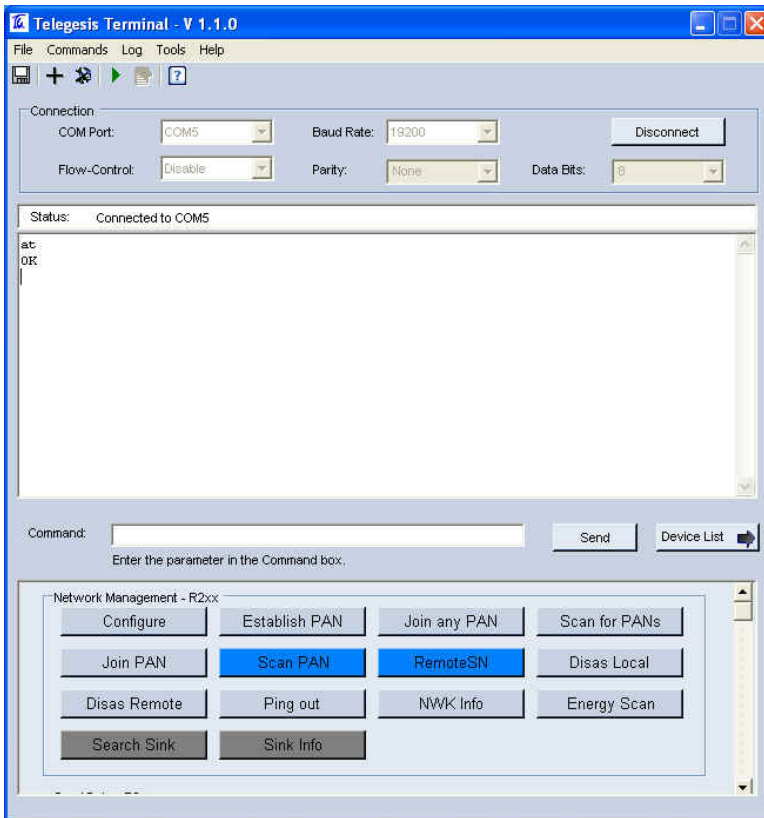 Telegesis Terminal - V 1.1.0
File Commands Log Tools Help
?
Connection
COM Port: COM5 Baud Rate: 19200 Disconnect
Flow-Control: Disable Parity: None Data Bits: 8
Status: Connected to COM5
at
OK
Command: Send Device List
Enter the parameter in the Command box.
Network Management - R2xx
Configure Establish PAN Join any PAN Scan for PANs
Join PAN Scan PAN RemoteSN Disas Local
Disas Remote Ping out NWK Info Energy Scan
Search Sink Sink Info